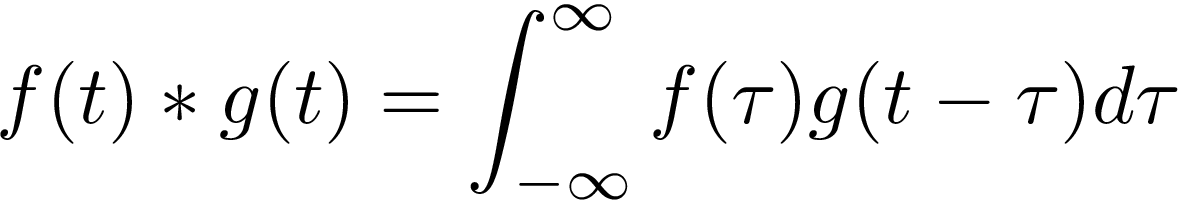 f(t) ∗ g(t) = ∫_{−∞}^{∞} f(τ)g(t − τ)dτ